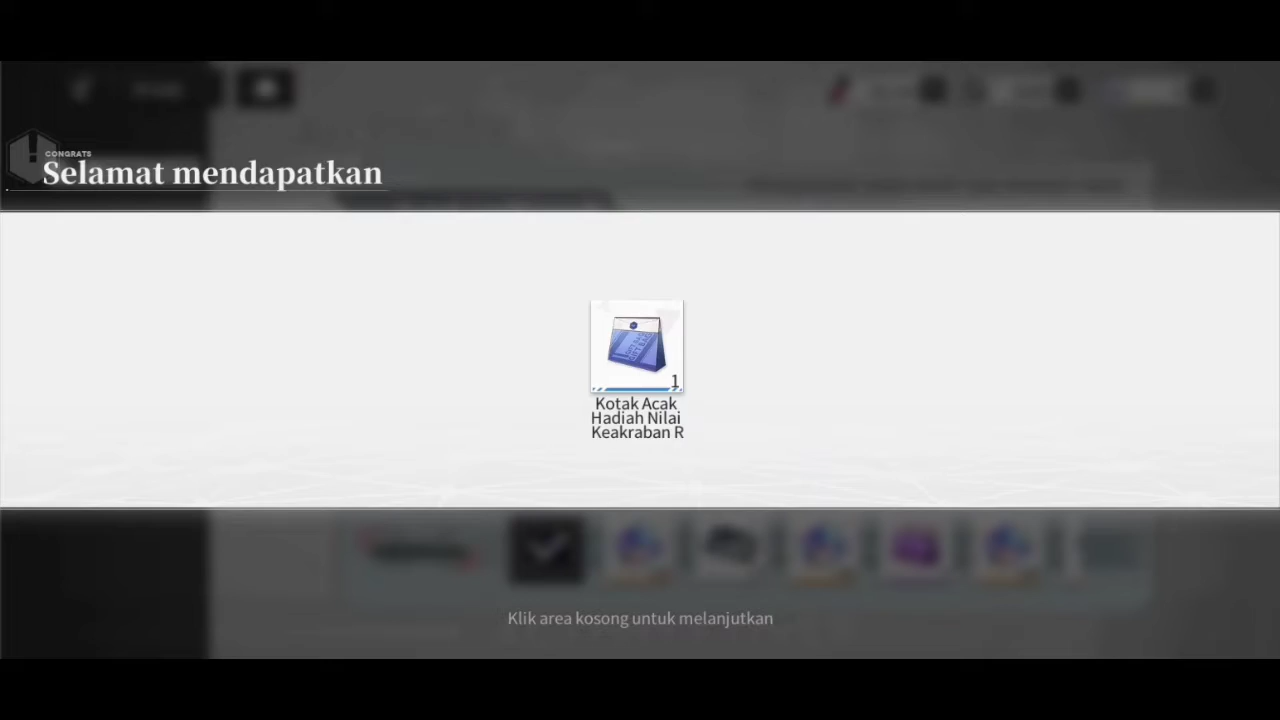 CONGRATS
Selamat mendapatkan
1
Kotak Acak
Hadiah Nilai
Keakraban R
Klik area kosong untuk melanjutkan